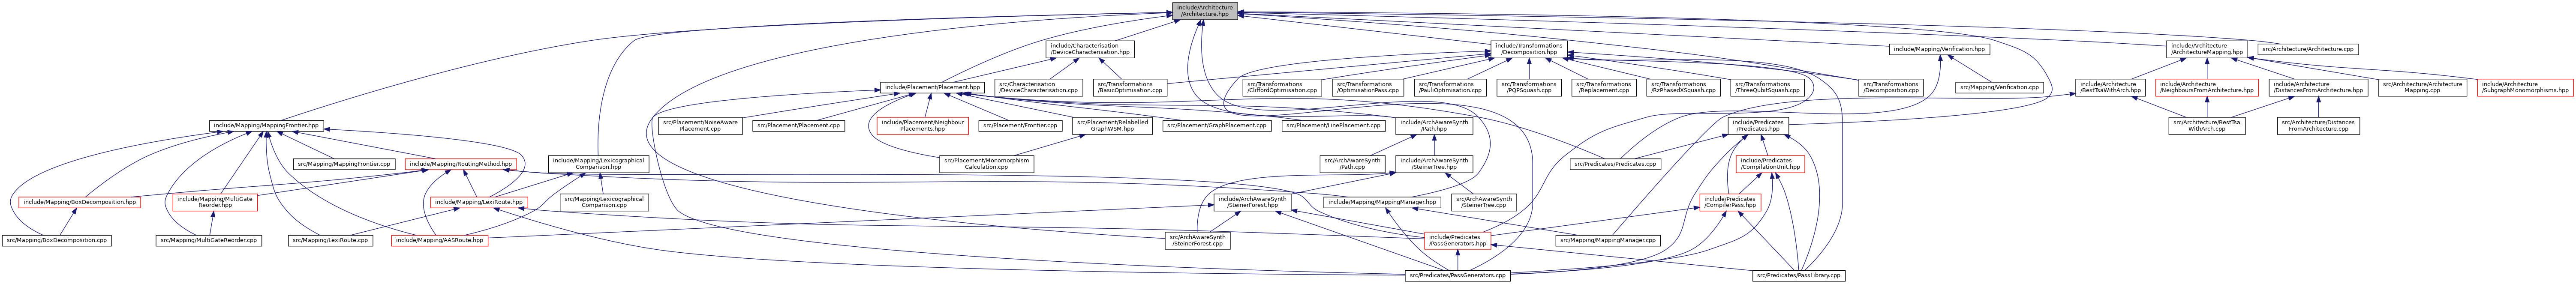 include/Architecture
/Architecture.hpp
include/Characterisation
/DeviceCharacterisation.hpp
include/Transformations
/Decomposition.hpp
include/Mapping/Verification.hpp
include/Architecture
/ArchitectureMapping.hpp
src/Architecture/Architecture.cpp
include/Placement/Placement.hpp
src/Characterisation
/DeviceCharacterisation.cpp
src/Transformations
/BasicOptimisation.cpp
src/Transformations
/CliffordOptimisation.cpp
src/Transformations
/OptimisationPass.cpp
src/Transformations
/PauliOptimisation.cpp
src/Transformations
/PQPSquash.cpp
src/Transformations
/Replacement.cpp
src/Transformations
/RzPhasedXSquash.cpp
src/Transformations
/ThreeQubitSquash.cpp
src/Transformations
/Decomposition.cpp
src/Mapping/Verification.cpp
include/Architecture
/BestTsaWithArch.hpp
include/Architecture
/NeighboursFromArchitecture.hpp
include/Architecture
/DistancesFromArchitecture.hpp
src/Architecture/Architecture
Mapping.cpp
include/Architecture
/SubgraphMonomorphisms.hpp
include/Mapping/MappingFrontier.hpp
src/Placement/NoiseAware
Placement.cpp
src/Placement/Placement.cpp
include/Placement/Neighbour
Placements.hpp
src/Placement/Frontier.cpp
src/Placement/Relabelled
GraphWSM.hpp
src/Placement/GraphPlacement.cpp
src/Placement/LinePlacement.cpp
include/ArchAwareSynth
/Path.hpp
include/Predicates
/Predicates.hpp
src/Architecture/BestTsa
WithArch.cpp
src/Architecture/Distances
FromArchitecture.cpp
src/Mapping/MappingFrontier.cpp
include/Mapping/RoutingMethod.hpp
include/Mapping/Lexicographical
Comparison.hpp
src/Placement/Monomorphism
Calculation.cpp
src/ArchAwareSynth
/Path.cpp
include/ArchAwareSynth
/SteinerTree.hpp
src/Predicates/Predicates.cpp
include/Predicates
/CompilationUnit.hpp
include/Mapping/BoxDecomposition.hpp
include/Mapping/MultiGate
Reorder.hpp
include/Mapping/LexiRoute.hpp
src/Mapping/Lexicographical
Comparison.cpp
include/ArchAwareSynth
/SteinerForest.hpp
include/Mapping/MappingManager.hpp
src/ArchAwareSynth
/SteinerTree.cpp
include/Predicates
/CompilerPass.hpp
src/Mapping/BoxDecomposition.cpp
src/Mapping/MultiGateReorder.cpp
src/Mapping/LexiRoute.cpp
include/Mapping/AASRoute.hpp
src/ArchAwareSynth
/SteinerForest.cpp
include/Predicates
/PassGenerators.hpp
src/Mapping/MappingManager.cpp
src/Predicates/PassGenerators.cpp
src/Predicates/PassLibrary.cpp